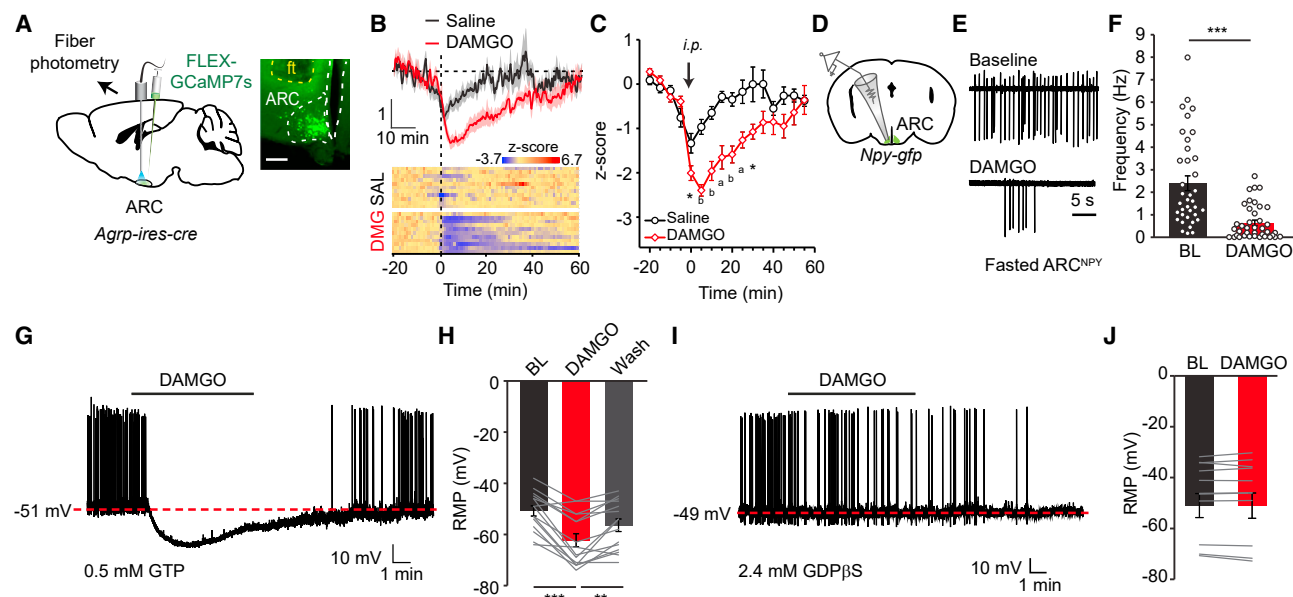 A
Fiber
photometry
FLEX-
GCaMP7s
ft
ARC
ARC
Agrp-ires-cre
B
Saline
DAMGO
1
10 min
z-score
-3.7 6.7
DMG SAL
-20 0 20 40 60
Time (min)
C
i.p.
z-score
1
0
-1
-2
-3
* b b a b a *
Saline
DAMGO
-20 0 20 40 60
Time (min)
D
ARC
Npy-gfp
E
Baseline
DAMGO
5 s
Fasted ARCᴺᴾʸ
F
***
Frequency (Hz)
9
8
7
6
5
4
3
2
1
0
BL DAMGO
G
DAMGO
-51 mV
10 mV
1 min
0.5 mM GTP
H
BL DAMGO Wash
RMP (mV)
0
-20
-40
-60
-80
*** **
I
DAMGO
-49 mV
10 mV
1 min
2.4 mM GDPβS
J
BL DAMGO
RMP (mV)
0
-20
-40
-60
-80